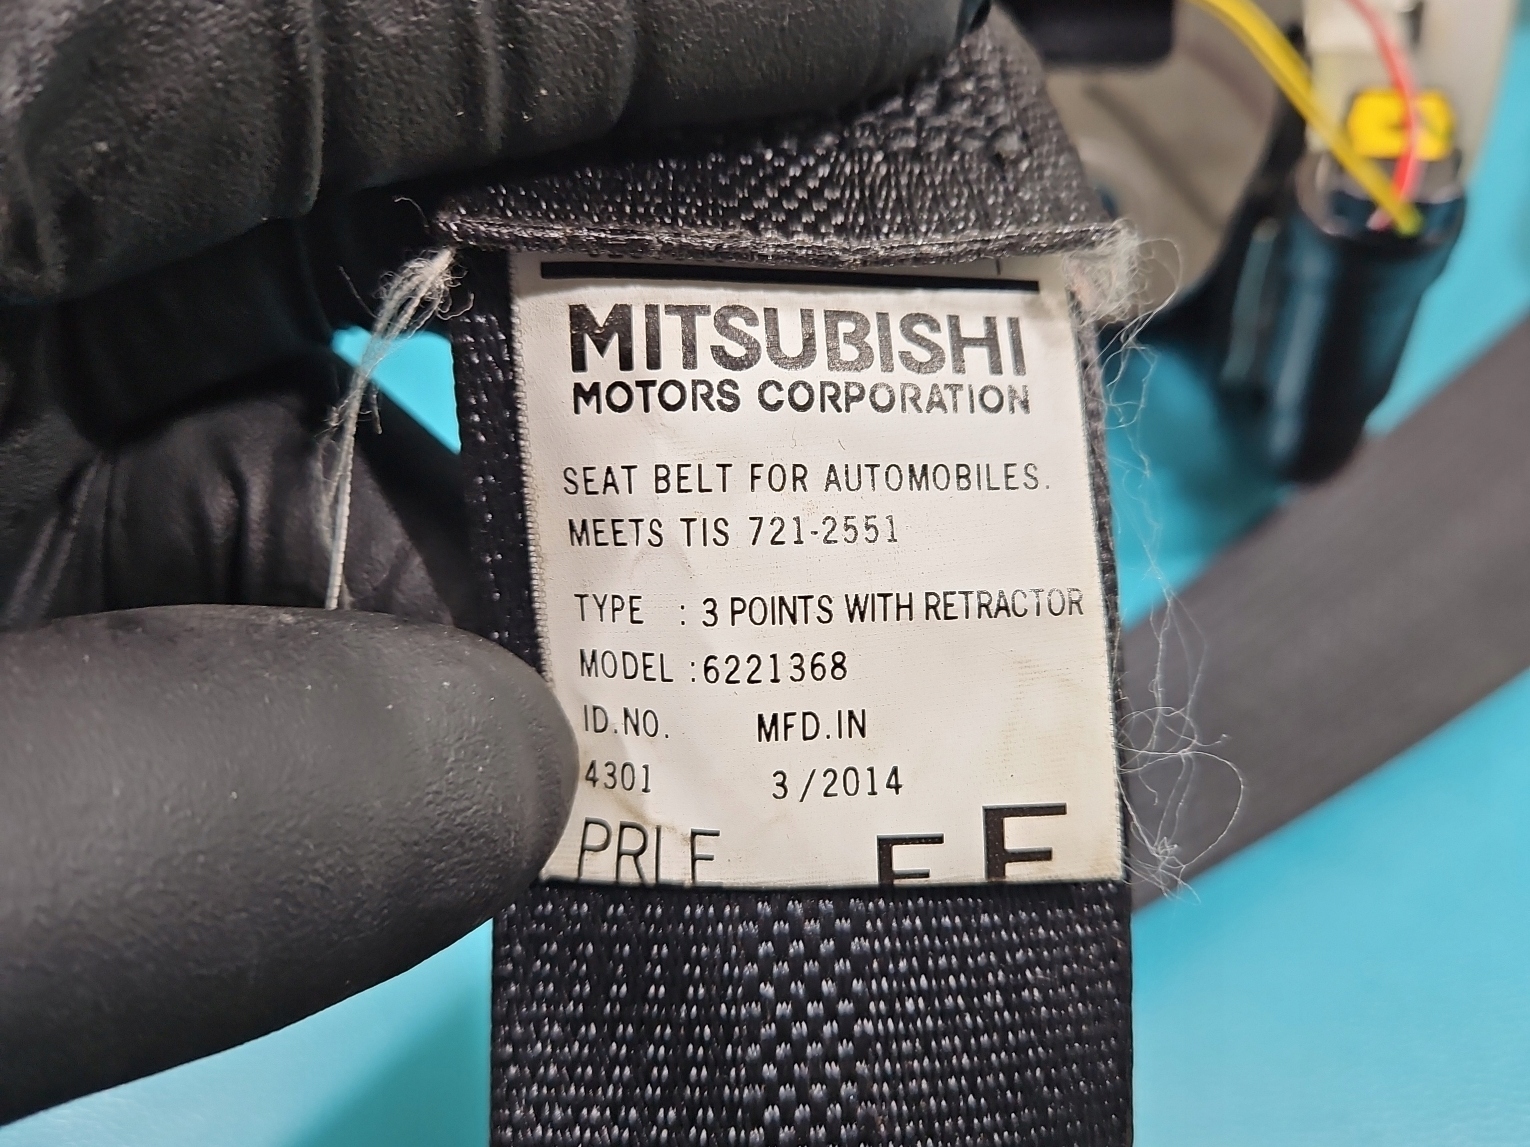 MITSUBISHI
MOTORS CORPORATION
SEAT BELT FOR AUTOMOBILES.
MEETS TIS 721-2551
TYPE : 3 POINTS WITH RETRACTOR
MODEL :6221368
ID.NO. MFD.IN
4301 3/2014